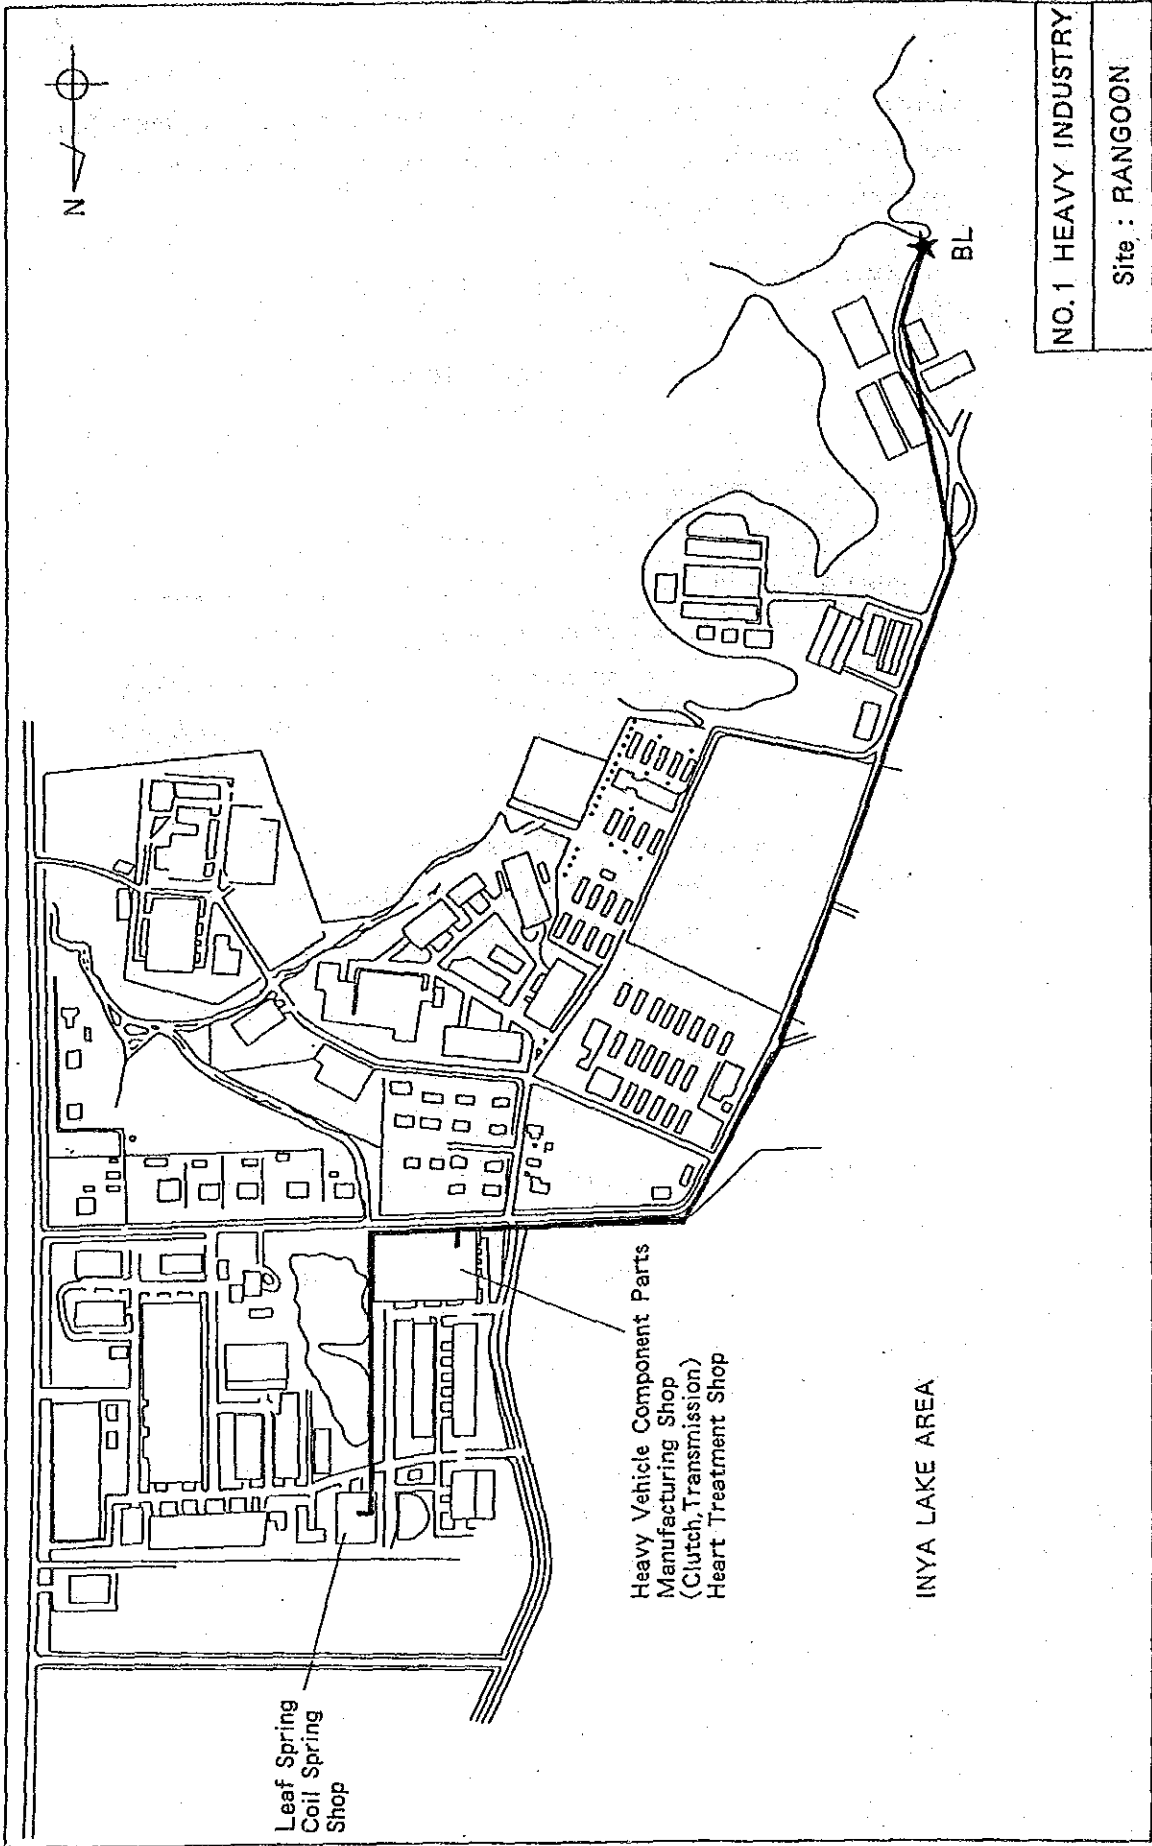 N
BL
NO.1 HEAVY INDUSTRY
Site : RANGOON
Leaf Spring
Coil Spring
Shop
Heavy Vehicle Component Parts
Manufacturing Shop
(Clutch,Transmission)
Heart Treatment Shop
INYA LAKE AREA